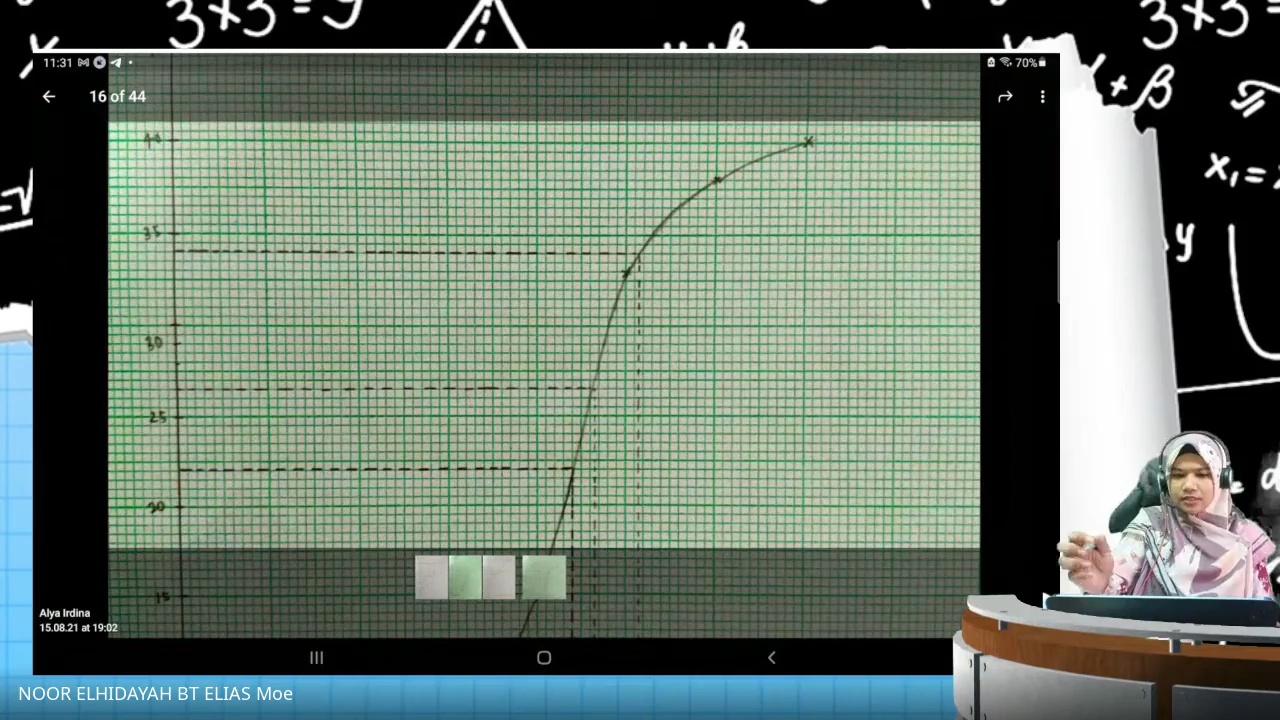 3×3=9
3×3=
11:31
70%
16 of 44
+ β
x₁=
y
40
35
30
25
20
15
Alya Irdina
15.08.21 at 19:02
NOOR ELHIDAYAH BT ELIAS Moe